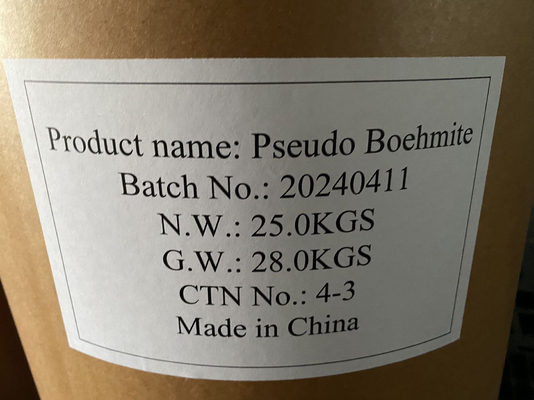 Product name: Pseudo Boehmite
Batch No.: 20240411
N.W.: 25.0KGS
G.W.: 28.0KGS
CTN No.: 4-3
Made in China